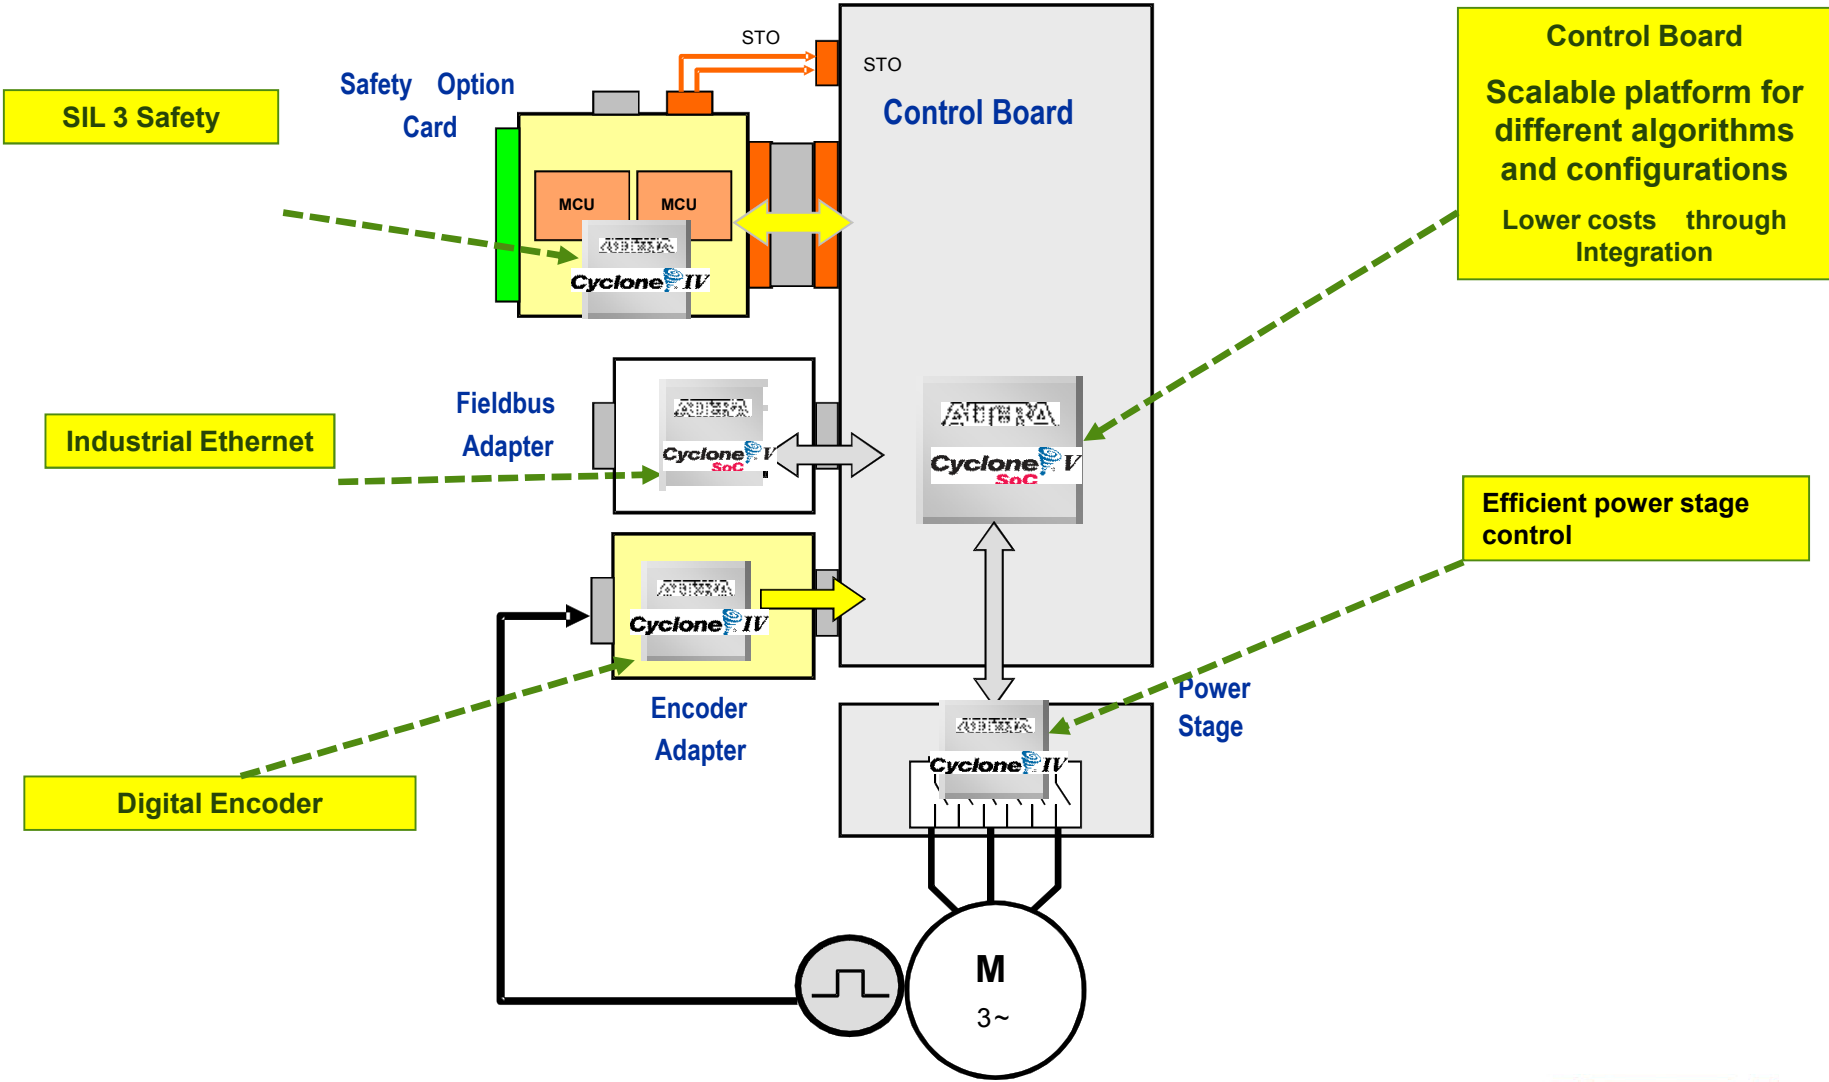 STO
STO
Safety Option
Card
Control Board
SIL 3 Safety
MCU
MCU
ALTERA
Cyclone IV
Control Board
Scalable platform for
different algorithms
and configurations
Lower costs through
Integration
Fieldbus
Adapter
Industrial Ethernet
ALTERA
Cyclone V
SoC
ALTERA
Cyclone V
SoC
Efficient power stage
control
ALTERA
Cyclone IV
Encoder
Adapter
Digital Encoder
Power
Stage
ALTERA
Cyclone IV
M
3~